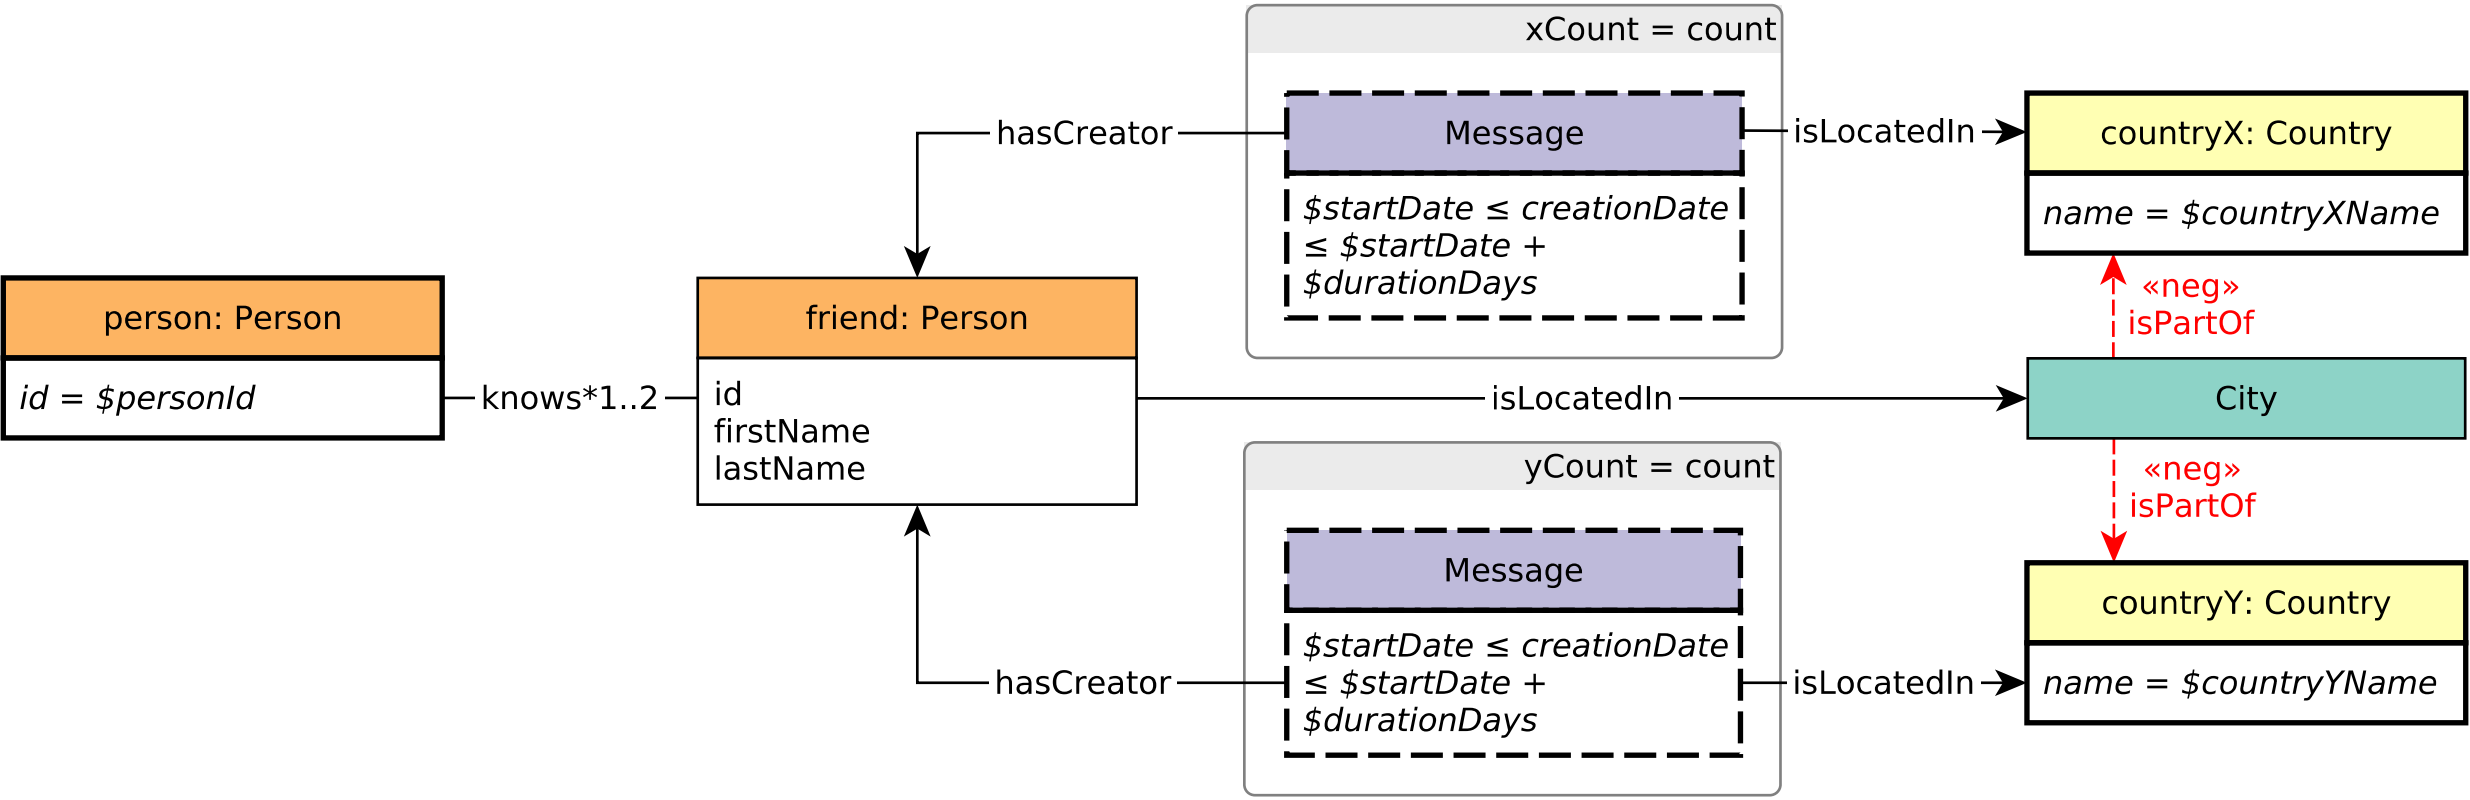 xCount = count
hasCreator
Message
isLocatedIn
countryX: Country
$startDate ≤ creationDate
≤ $startDate +
$durationDays
name = $countryXName
«neg»
isPartOf
person: Person
id = $personId
knows*1..2
friend: Person
id
firstName
lastName
isLocatedIn
City
yCount = count
«neg»
isPartOf
Message
countryY: Country
$startDate ≤ creationDate
≤ $startDate +
$durationDays
hasCreator
isLocatedIn
name = $countryYName